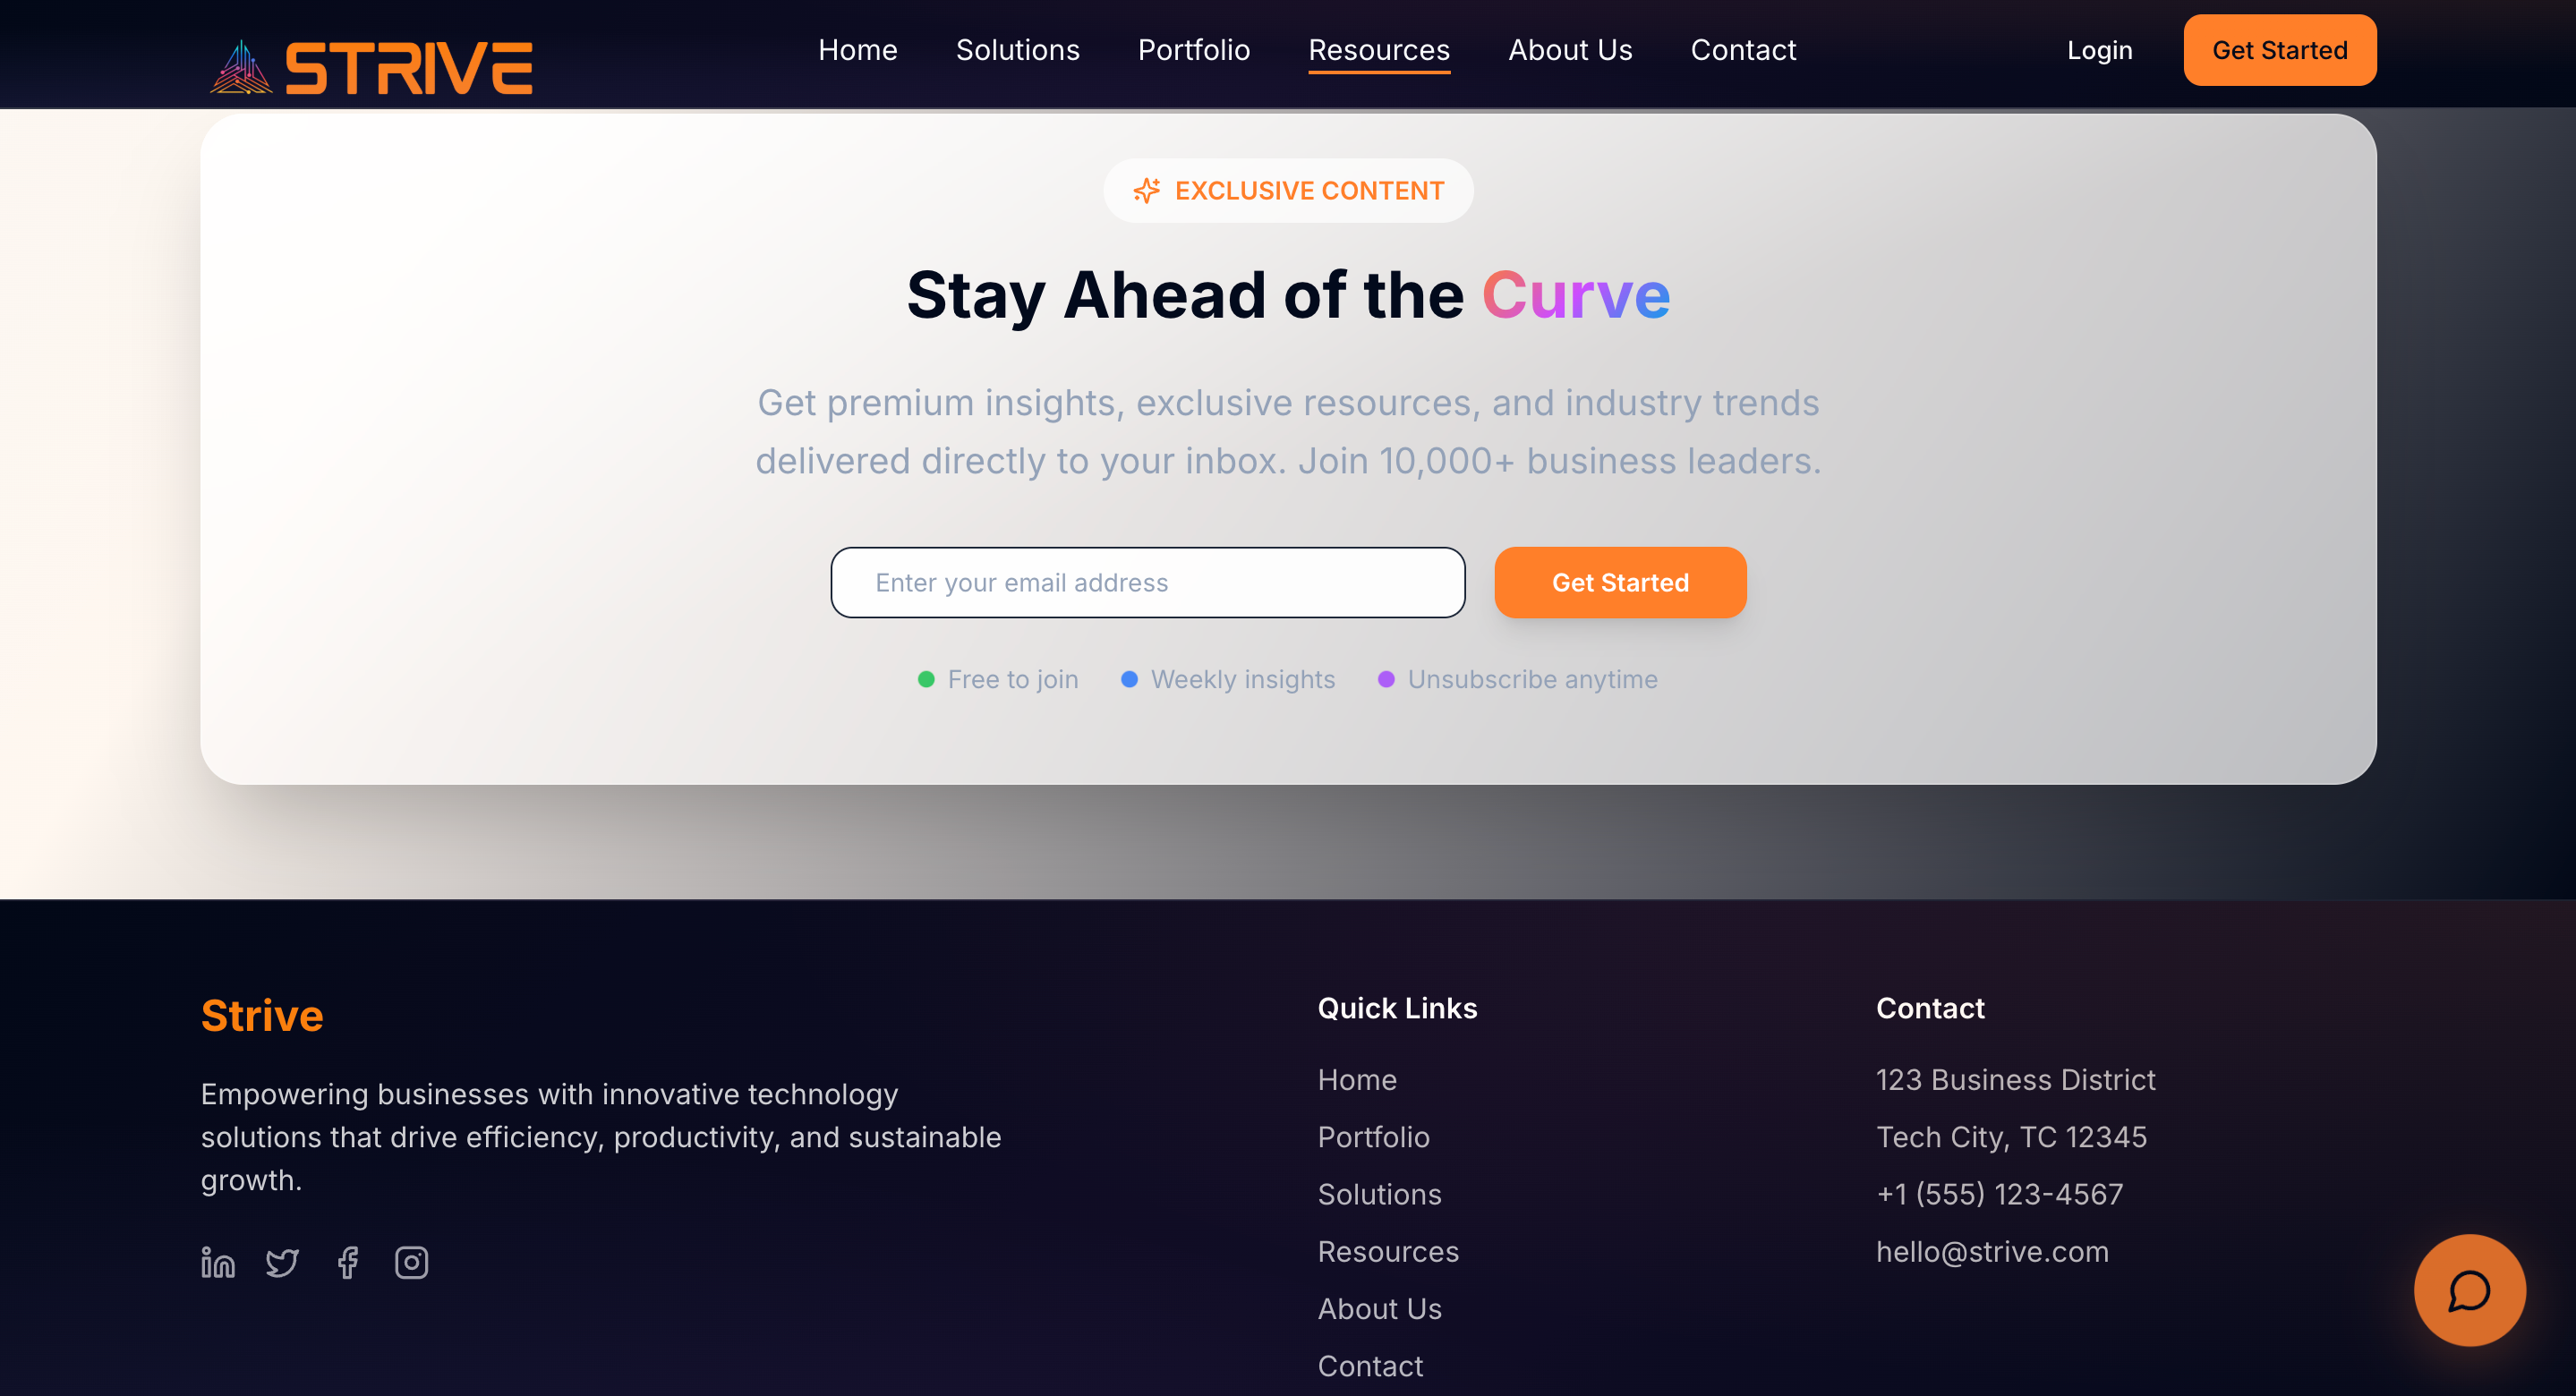 STRIVE
Home
Solutions
Portfolio
Resources
About Us
Contact
Login
Get Started
EXCLUSIVE CONTENT
Stay Ahead of the Curve
Get premium insights, exclusive resources, and industry trends
delivered directly to your inbox. Join 10,000+ business leaders.
Enter your email address
Get Started
Free to join
Weekly insights
Unsubscribe anytime
Strive
Empowering businesses with innovative technology
solutions that drive efficiency, productivity, and sustainable
growth.
Quick Links
Home
Portfolio
Solutions
Resources
About Us
Contact
Contact
123 Business District
Tech City, TC 12345
+1 (555) 123-4567
hello@strive.com